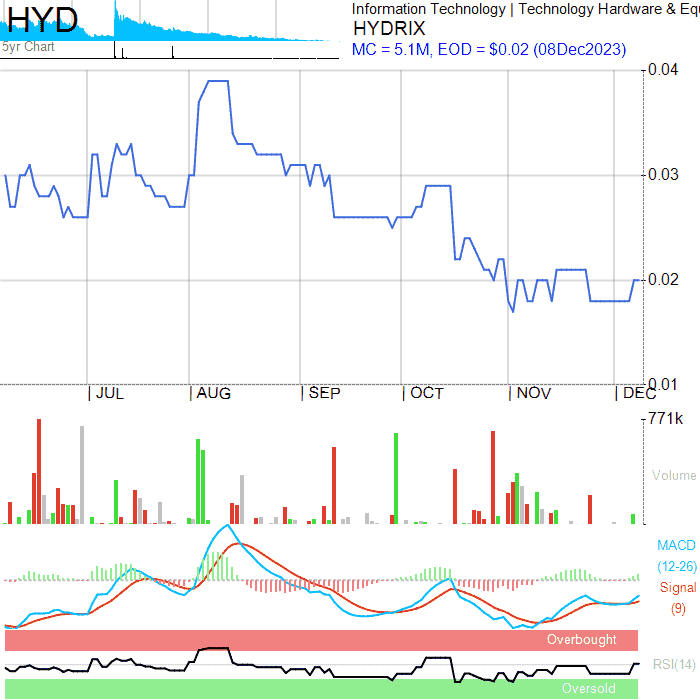 HYD
5yr Chart
Information Technology | Technology Hardware & Equ
HYDRIX
MC = 5.1M, EOD = $0.02 (08Dec2023)
0.04
0.03
0.02
0.01
JUL
AUG
SEP
OCT
NOV
DEC
771k
Volume
MACD
(12-26)
Signal
(9)
Overbought
RSI(14)
Oversold